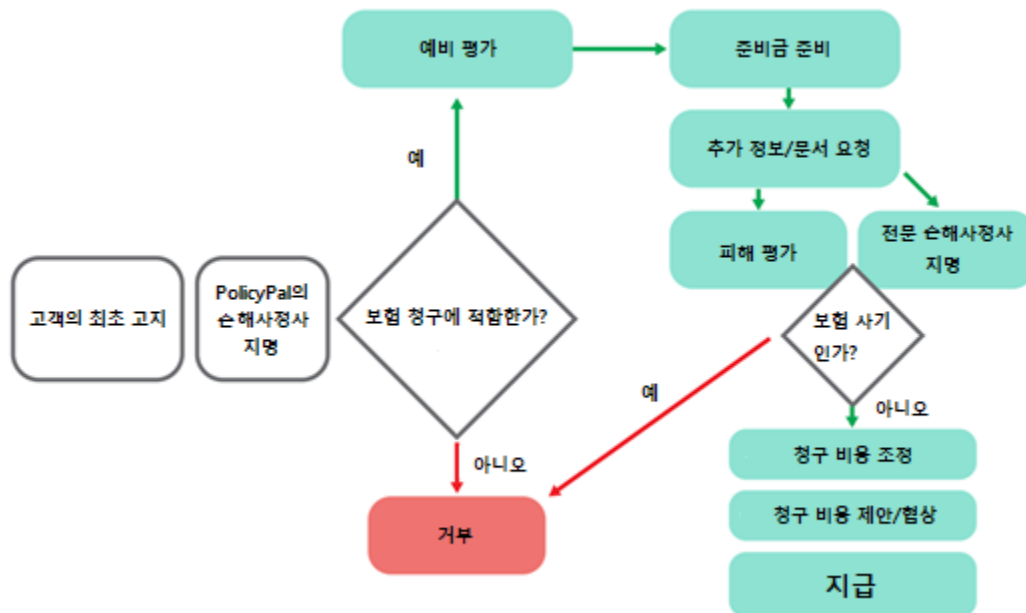 예비 평가
준비금 준비
예
추가 정보/문서 요청
피해 평가
전문 손해사정사
지명
고객의 최초 고지
PolicyPal의
손해사정사
지명
보험 청구에 적합한가?
보험 사기
인가?
예
아니오
아니오
청구 비용 조정
거부
청구 비용 제안/협상
지급